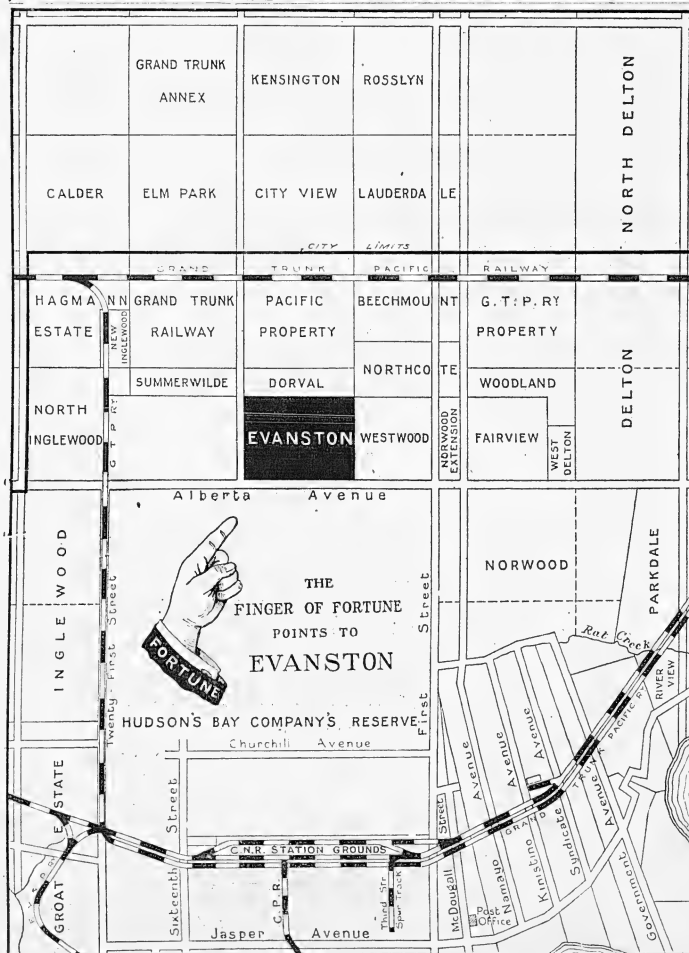 GRAND TRUNK
ANNEX
KENSINGTON
ROSSLYN
NORTH DELTON
CALDER
ELM PARK
CITY VIEW
LAUDERDALE
CITY LIMITS
GRAND TRUNK PACIFIC RAILWAY
HAGMANN
ESTATE
NEW
INGLEWOOD
GRAND TRUNK
RAILWAY
PACIFIC
PROPERTY
BEECHMOUNT
G.T.P.RY
PROPERTY
NORTHCOTE
DELTON
SUMMERWILDE
DORVAL
WOODLAND
NORTH
INGLEWOOD
G T P RY
EVANSTON
WESTWOOD
NORWOOD
EXTENSION
FAIRVIEW
WEST
DELTON
Alberta Avenue
INGLE WOOD
Twenty First Street
FORTUNE
THE
FINGER OF FORTUNE
POINTS TO
EVANSTON
First Street
NORWOOD
PARKDALE
Rat Creek
RIVER
VIEW
HUDSON'S BAY COMPANY'S RESERVE
Churchill Avenue
GROAT ESTATE
Sixteenth Street
C.N.R. STATION GROUNDS
C.P.R.
Third Str
Spur Track
McDougall Street
Namayo Avenue
Kinistino Avenue
Syndicate Avenue
Government
GRAND TRUNK PACIFIC RY
Post
Office
Jasper Avenue